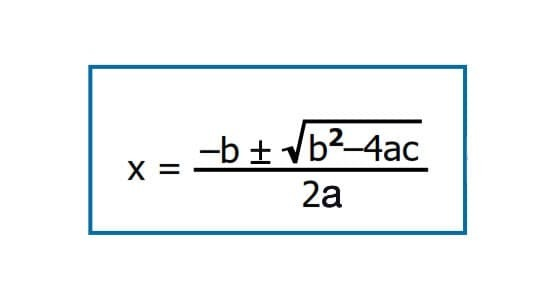 x = –b ± √b²–4ac
2a